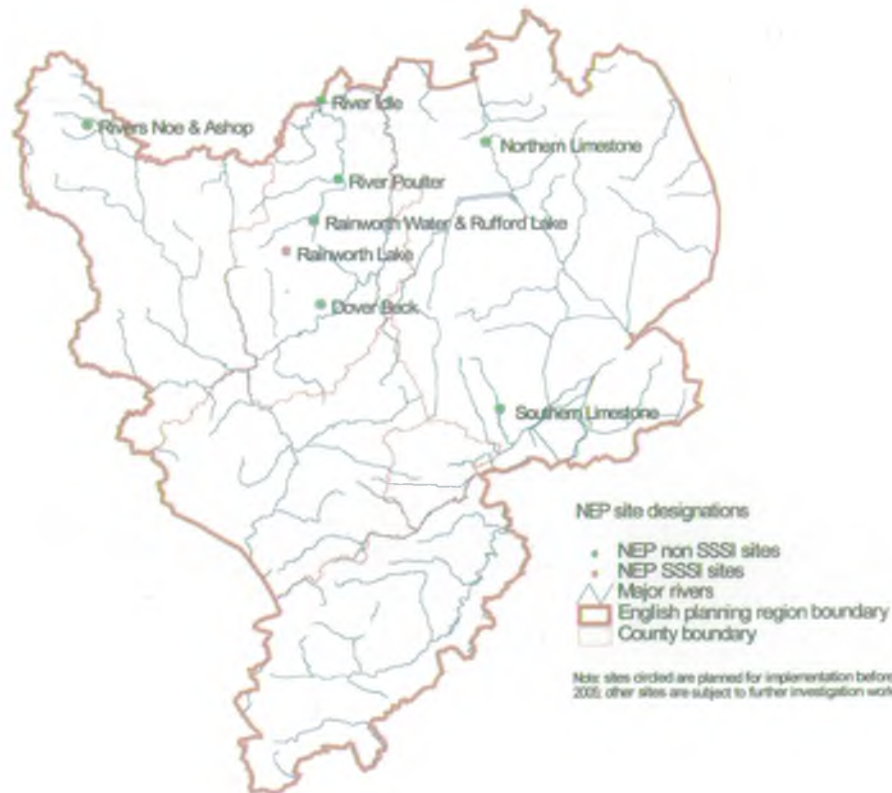 River Idle
Rivers Noe & Ashop
Northern Limestone
River Poulter
Rainworth Water & Rufford Lake
Rainworth Lake
Dover Beck
Southern Limestone
NEP site designations
NEP non SSSI sites
NEP SSSI sites
Major rivers
English planning region boundary
County boundary
Note: sites circled are planned for implementation before
2005; other sites are subject to further investigation work